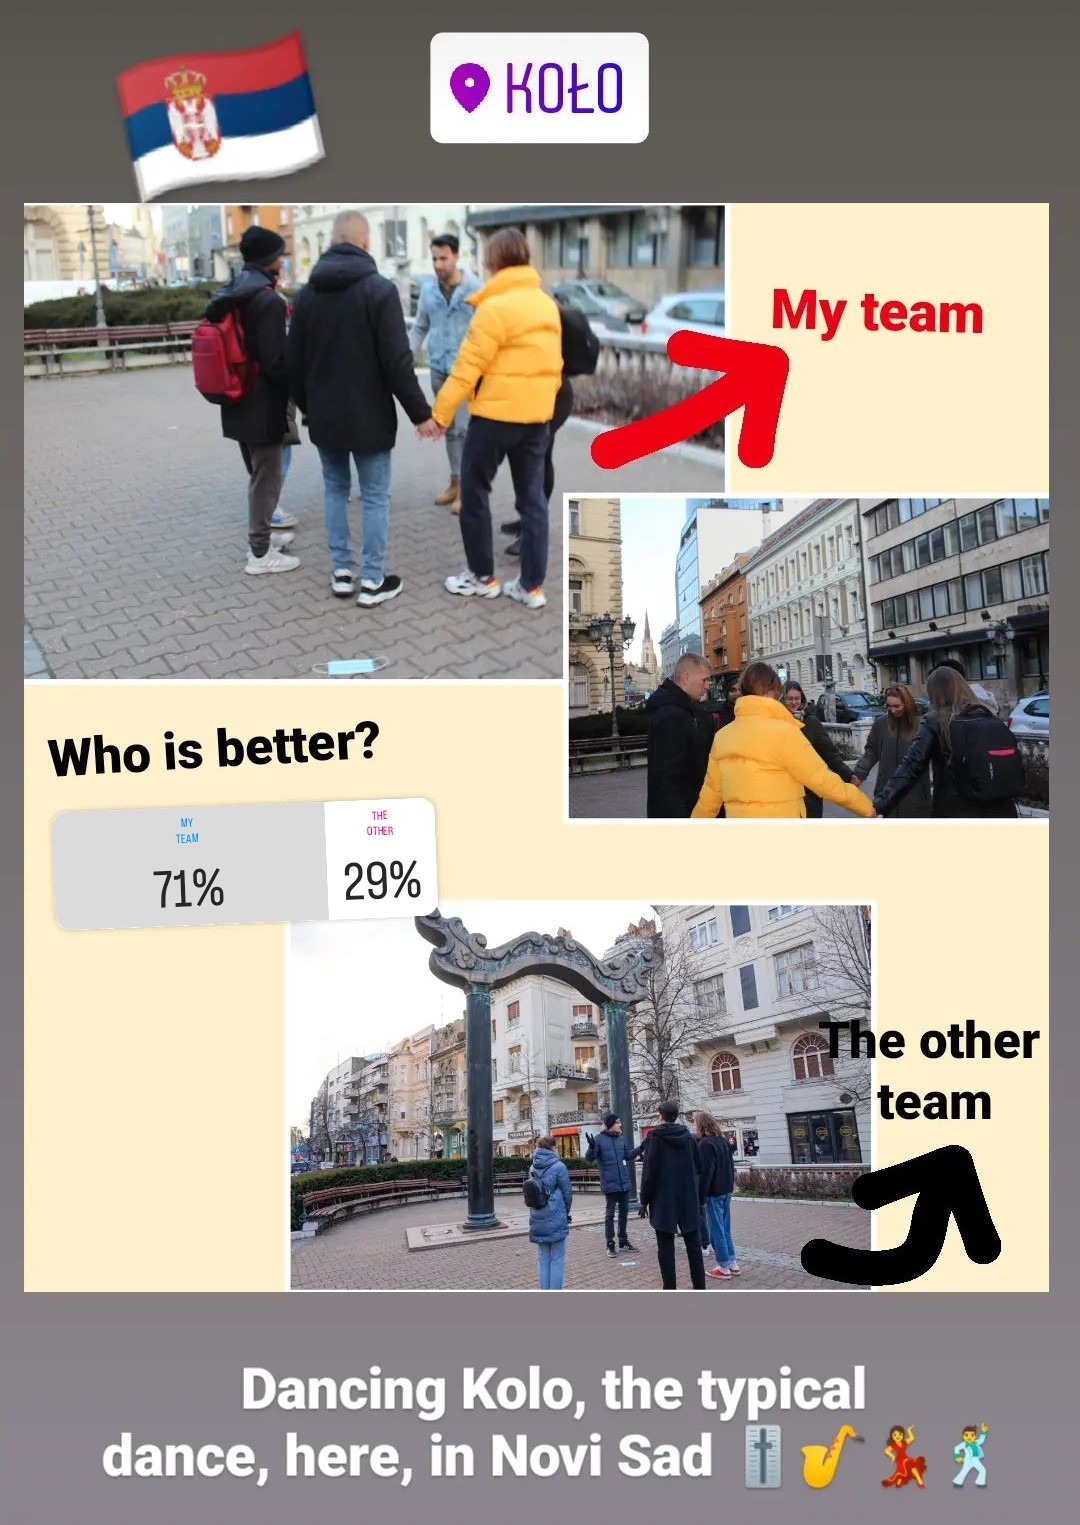 KOŁO
My team
Who is better?
MY
TEAM
71%
THE
OTHER
29%
The other
team
Dancing Kolo, the typical
dance, here, in Novi Sad